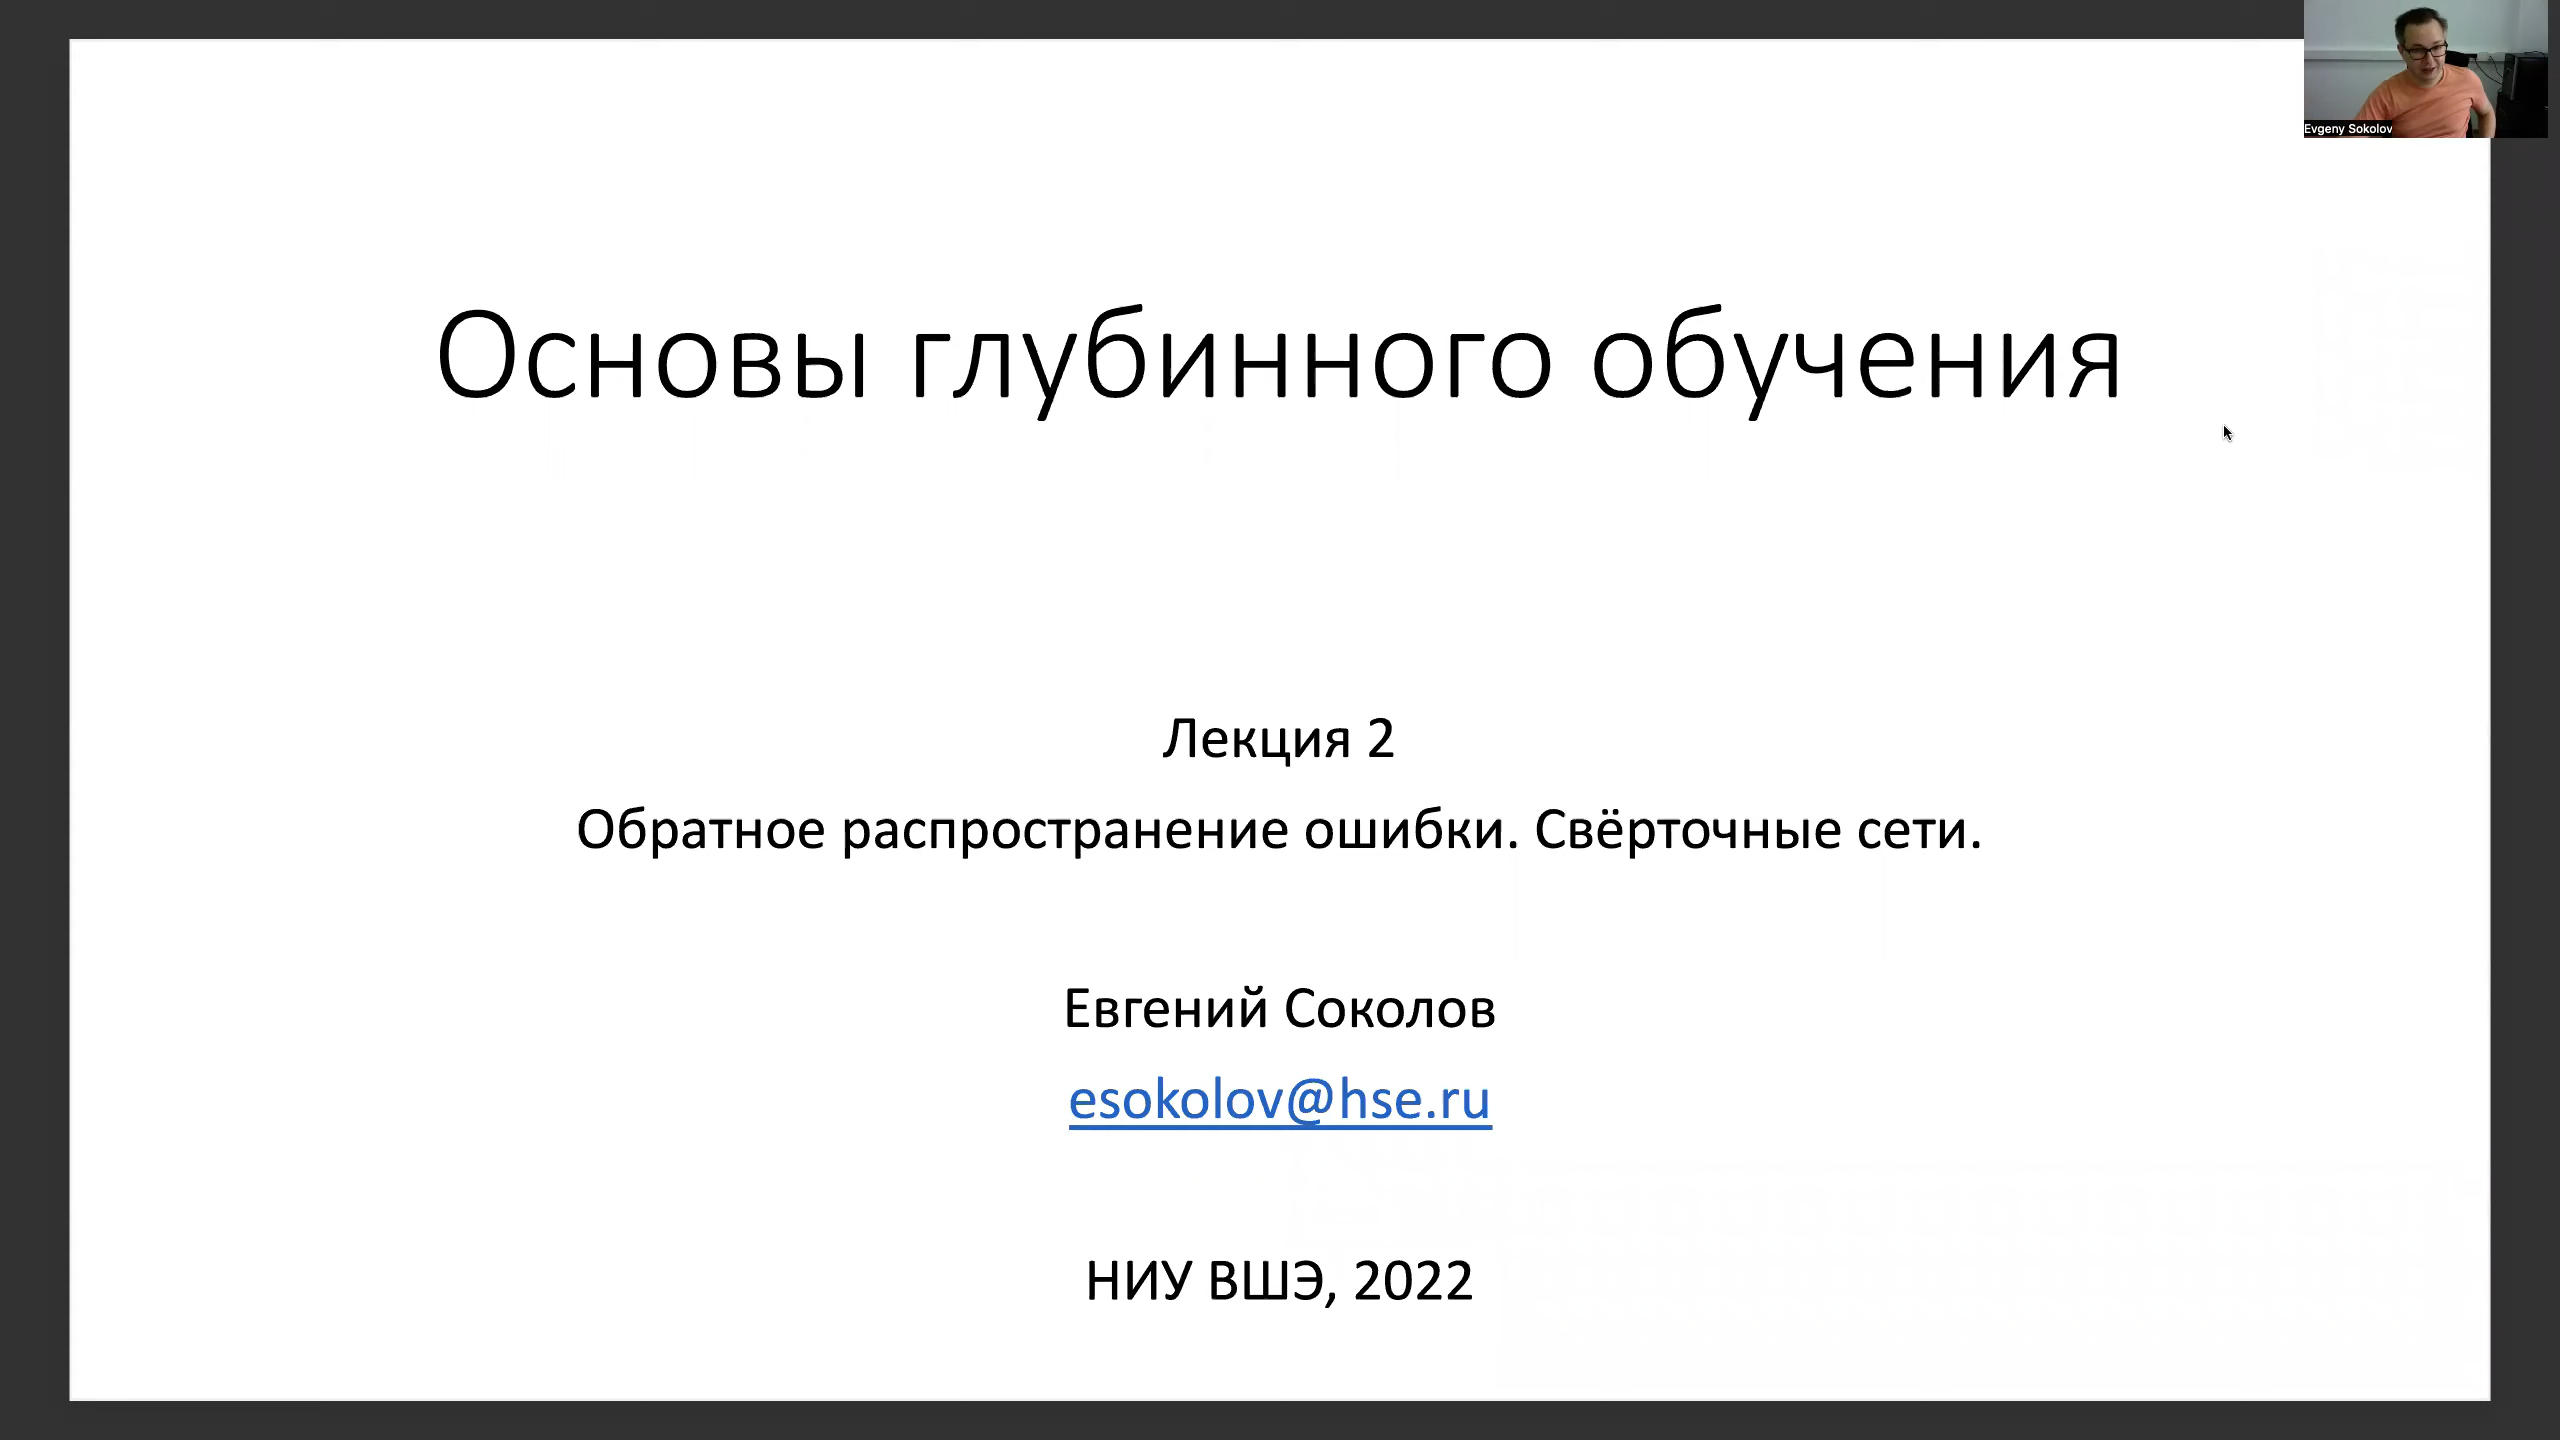 Evgeny Sokolov
Основы глубинного обучения
Лекция 2
Обратное распространение ошибки. Свёрточные сети.
Евгений Соколов
esokolov@hse.ru
НИУ ВШЭ, 2022